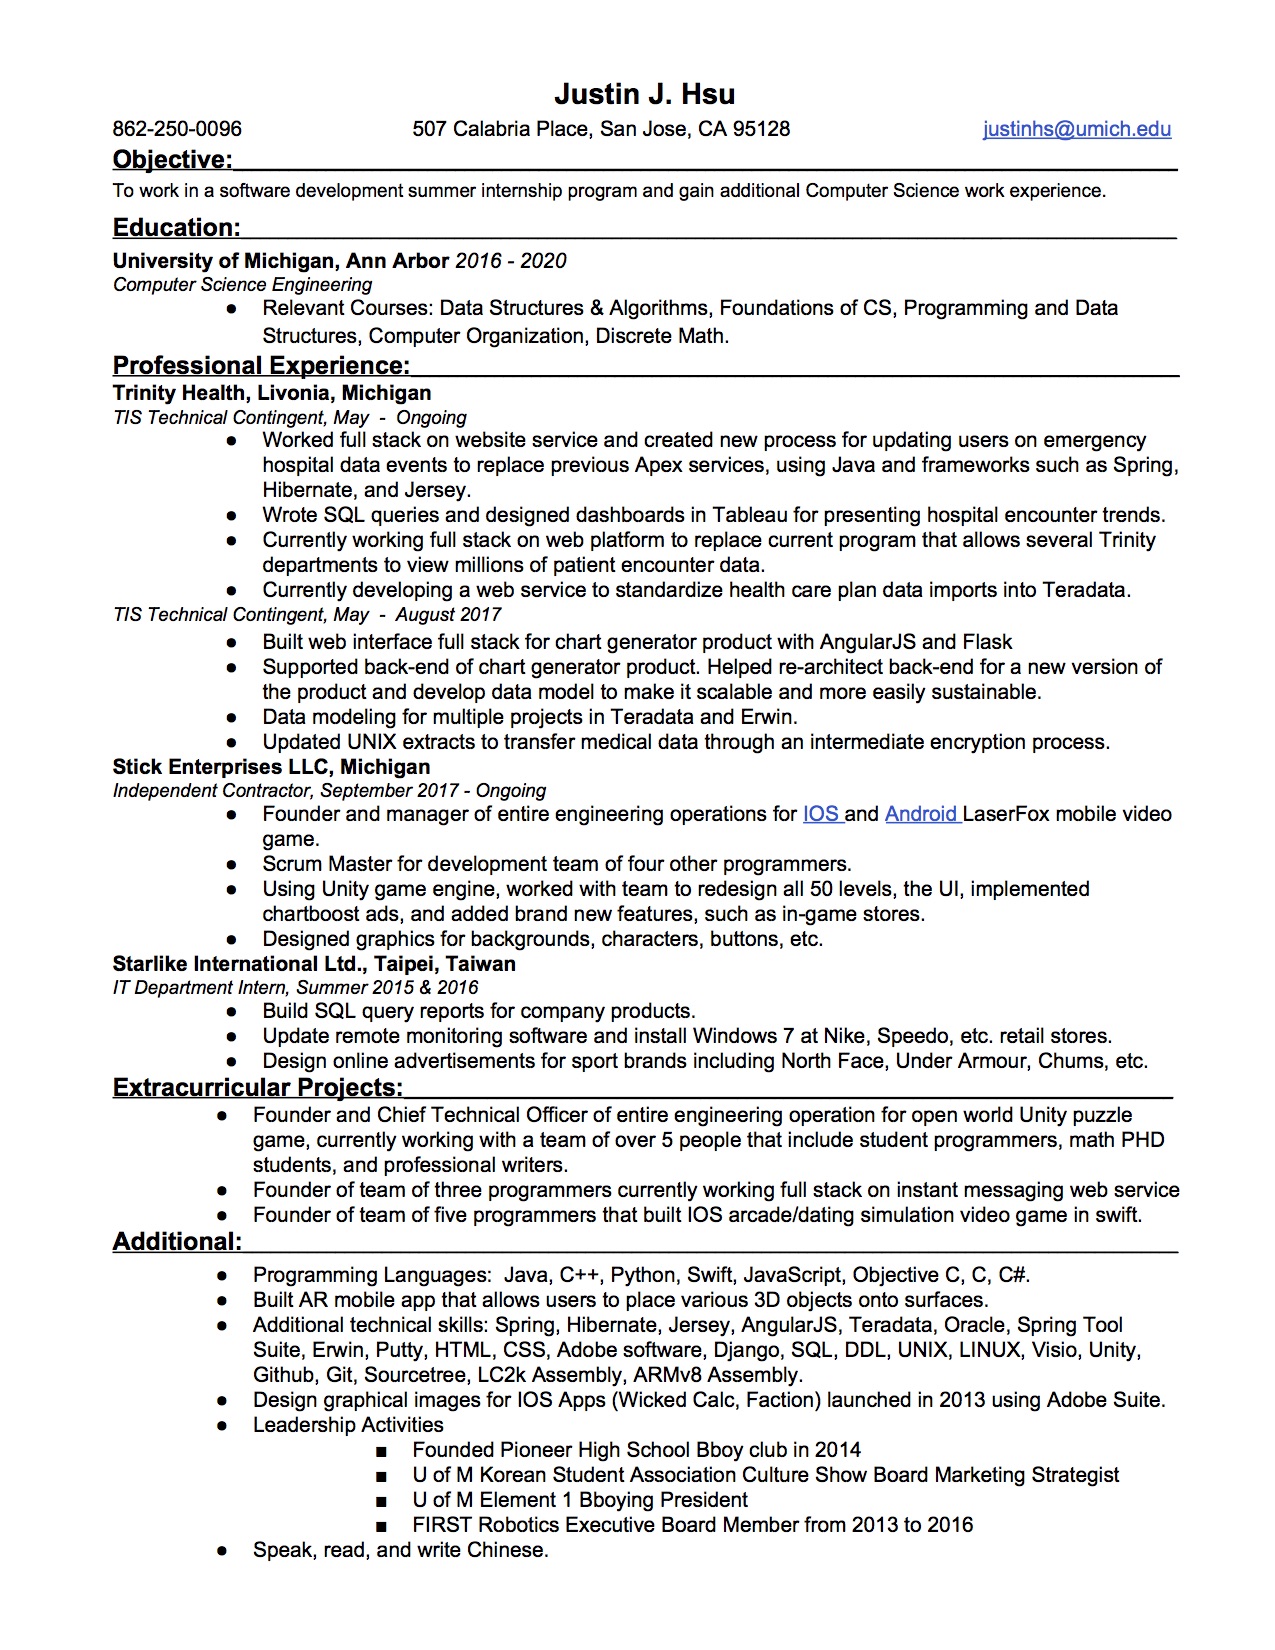 Justin J. Hsu
862-250-0096 507 Calabria Place, San Jose, CA 95128 justinhs@umich.edu
Objective:
To work in a software development summer internship program and gain additional Computer Science work experience.
Education:
University of Michigan, Ann Arbor 2016 - 2020
Computer Science Engineering
● Relevant Courses: Data Structures & Algorithms, Foundations of CS, Programming and Data
Structures, Computer Organization, Discrete Math.
Professional Experience:
Trinity Health, Livonia, Michigan
TIS Technical Contingent, May - Ongoing
● Worked full stack on website service and created new process for updating users on emergency
hospital data events to replace previous Apex services, using Java and frameworks such as Spring,
Hibernate, and Jersey.
● Wrote SQL queries and designed dashboards in Tableau for presenting hospital encounter trends.
● Currently working full stack on web platform to replace current program that allows several Trinity
departments to view millions of patient encounter data.
● Currently developing a web service to standardize health care plan data imports into Teradata.
TIS Technical Contingent, May - August 2017
● Built web interface full stack for chart generator product with AngularJS and Flask
● Supported back-end of chart generator product. Helped re-architect back-end for a new version of
the product and develop data model to make it scalable and more easily sustainable.
● Data modeling for multiple projects in Teradata and Erwin.
● Updated UNIX extracts to transfer medical data through an intermediate encryption process.
Stick Enterprises LLC, Michigan
Independent Contractor, September 2017 - Ongoing
● Founder and manager of entire engineering operations for IOS and Android LaserFox mobile video
game.
● Scrum Master for development team of four other programmers.
● Using Unity game engine, worked with team to redesign all 50 levels, the UI, implemented
chartboost ads, and added brand new features, such as in-game stores.
● Designed graphics for backgrounds, characters, buttons, etc.
Starlike International Ltd., Taipei, Taiwan
IT Department Intern, Summer 2015 & 2016
● Build SQL query reports for company products.
● Update remote monitoring software and install Windows 7 at Nike, Speedo, etc. retail stores.
● Design online advertisements for sport brands including North Face, Under Armour, Chums, etc.
Extracurricular Projects:
● Founder and Chief Technical Officer of entire engineering operation for open world Unity puzzle
game, currently working with a team of over 5 people that include student programmers, math PHD
students, and professional writers.
● Founder of team of three programmers currently working full stack on instant messaging web service
● Founder of team of five programmers that built IOS arcade/dating simulation video game in swift.
Additional:
● Programming Languages: Java, C++, Python, Swift, JavaScript, Objective C, C, C#.
● Built AR mobile app that allows users to place various 3D objects onto surfaces.
● Additional technical skills: Spring, Hibernate, Jersey, AngularJS, Teradata, Oracle, Spring Tool
Suite, Erwin, Putty, HTML, CSS, Adobe software, Django, SQL, DDL, UNIX, LINUX, Visio, Unity,
Github, Git, Sourcetree, LC2k Assembly, ARMv8 Assembly.
● Design graphical images for IOS Apps (Wicked Calc, Faction) launched in 2013 using Adobe Suite.
● Leadership Activities
■ Founded Pioneer High School Bboy club in 2014
■ U of M Korean Student Association Culture Show Board Marketing Strategist
■ U of M Element 1 Bboying President
■ FIRST Robotics Executive Board Member from 2013 to 2016
● Speak, read, and write Chinese.